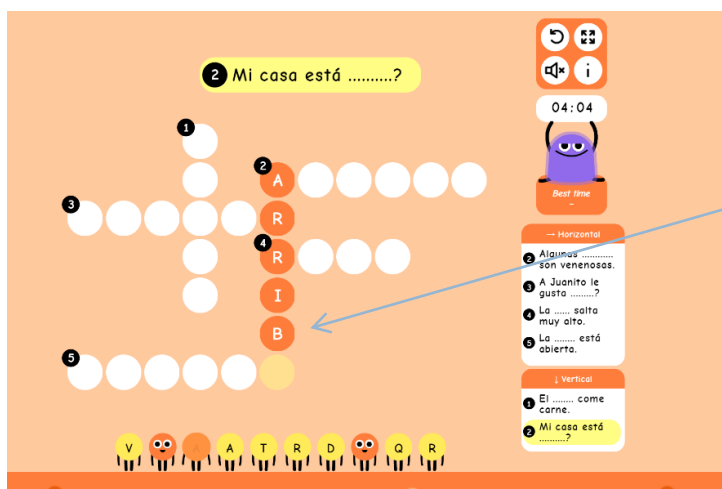 2 Mi casa está ..........?
i
04:04
Best time
-
1
2
A
3
R
4
R
I
B
5
V A A T R D Q R
→ Horizontal
2 Algunas ............
son venenosas.
3 A Juanito le
gusta .........?
4 La ...... salta
muy alto.
5 La ........ está
abierta.
↓ Vertical
1 El ........ come
carne.
2 Mi casa está
..........?